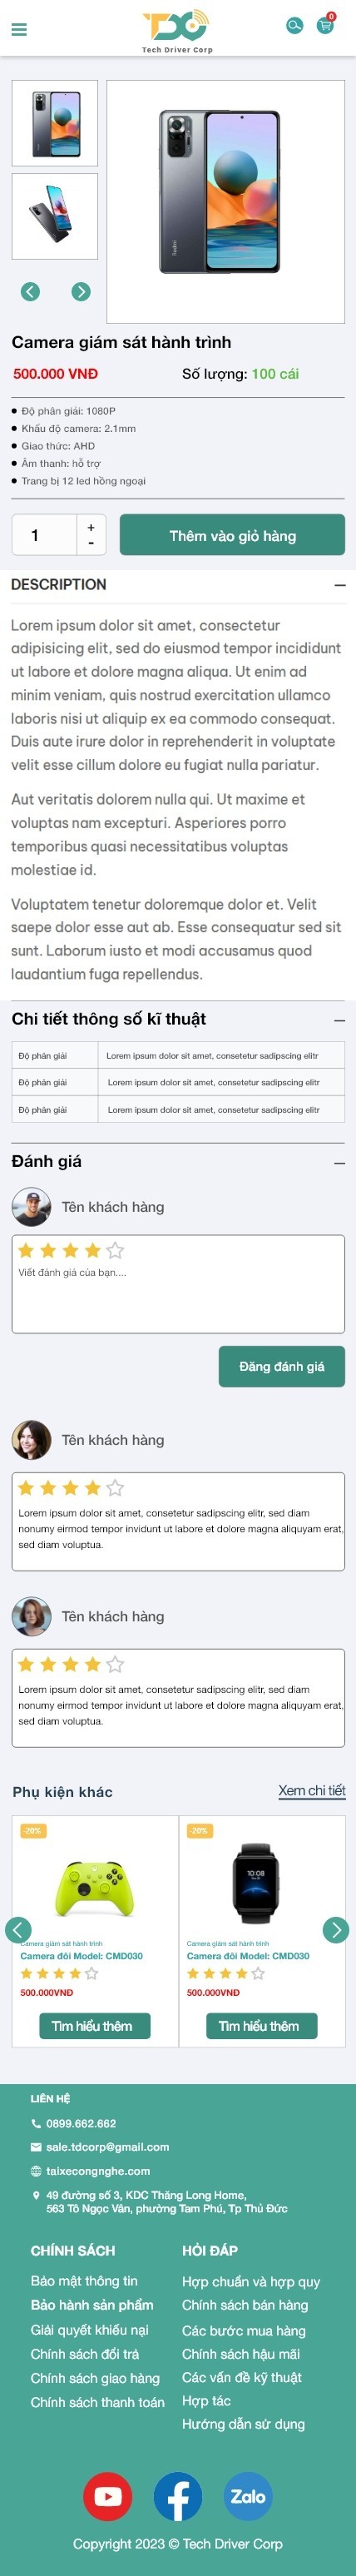 TDC
Tech Driver Corp
0
Redmi
Camera giám sát hành trình
500.000 VNĐ
Số lượng: 100 cái
Độ phân giải: 1080P
Khẩu độ camera: 2.1mm
Giao thức: AHD
Âm thanh: hỗ trợ
Trang bị 12 led hồng ngoại
1
+
-
Thêm vào giỏ hàng
DESCRIPTION
Lorem ipsum dolor sit amet, consectetur
adipisicing elit, sed do eiusmod tempor incididunt
ut labore et dolore magna aliqua. Ut enim ad
minim veniam, quis nostrud exercitation ullamco
laboris nisi ut aliquip ex ea commodo consequat.
Duis aute irure dolor in reprehenderit in voluptate
velit esse cillum dolore eu fugiat nulla pariatur.
Aut veritatis dolorem nulla qui. Ut maxime et
voluptas nam excepturi. Asperiores porro
temporibus quasi necessitatibus voluptas
molestiae id.
Voluptatem tenetur doloremque dolor et. Velit
saepe dolor esse aut ab. Esse consequatur sed sit
sunt. Laborum iusto et modi accusamus quod
laudantium fuga repellendus.
Chi tiết thông số kĩ thuật
Độ phân giải
Lorem ipsum dolor sit amet, consetetur sadipscing elitr
Độ phân giải
Lorem ipsum dolor sit amet, consetetur sadipscing elitr
Độ phân giải
Lorem ipsum dolor sit amet, consetetur sadipscing elitr
Đánh giá
Tên khách hàng
Viết đánh giá của bạn....
Đăng đánh giá
Tên khách hàng
Lorem ipsum dolor sit amet, consetetur sadipscing elitr, sed diam
nonumy eirmod tempor invidunt ut labore et dolore magna aliquyam erat,
sed diam voluptua.
Tên khách hàng
Lorem ipsum dolor sit amet, consetetur sadipscing elitr, sed diam
nonumy eirmod tempor invidunt ut labore et dolore magna aliquyam erat,
sed diam voluptua.
Phụ kiện khác
Xem chi tiết
-20%
Camera giám sát hành trình
Camera đôi Model: CMD030
500.000VNĐ
Tìm hiểu thêm
-20%
10:08
Camera giám sát hành trình
Camera đôi Model: CMD030
500.000VNĐ
Tìm hiểu thêm
LIÊN HỆ
0899.662.662
sale.tdcorp@gmail.com
taixecongnghe.com
49 đường số 3, KDC Thăng Long Home,
563 Tô Ngọc Vân, phường Tam Phú, Tp Thủ Đức
CHÍNH SÁCH
Bảo mật thông tin
Bảo hành sản phẩm
Giải quyết khiếu nại
Chính sách đổi trả
Chính sách giao hàng
Chính sách thanh toán
HỎI ĐÁP
Hợp chuẩn và hợp quy
Chính sách bán hàng
Các bước mua hàng
Chính sách hậu mãi
Các vấn đề kỹ thuật
Hợp tác
Hướng dẫn sử dụng
Zalo
Copyright 2023 © Tech Driver Corp